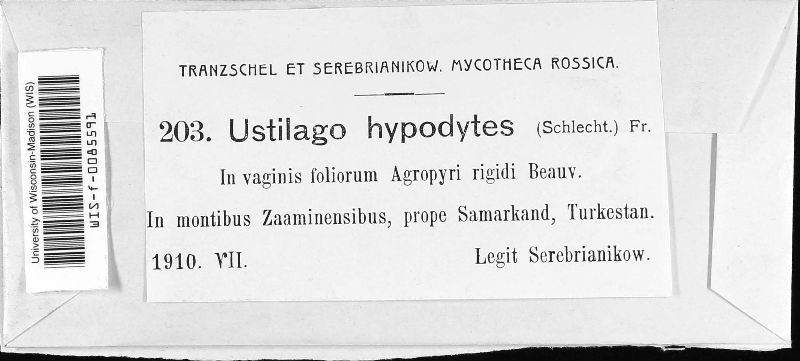 TRANZSCHEL ET SEREBRIANIKOW. MYCOTHECA ROSSICA.
203. Ustilago hypodytes (Schlecht.) Fr.
In vaginis foliorum Agropyri rigidi Beauv.
In montibus Zaaminensibus, prope Samarkand, Turkestan.
1910. VII. Legit Serebrianikow.
University of Wisconsin-Madison (WIS)
WIS-f-0085591